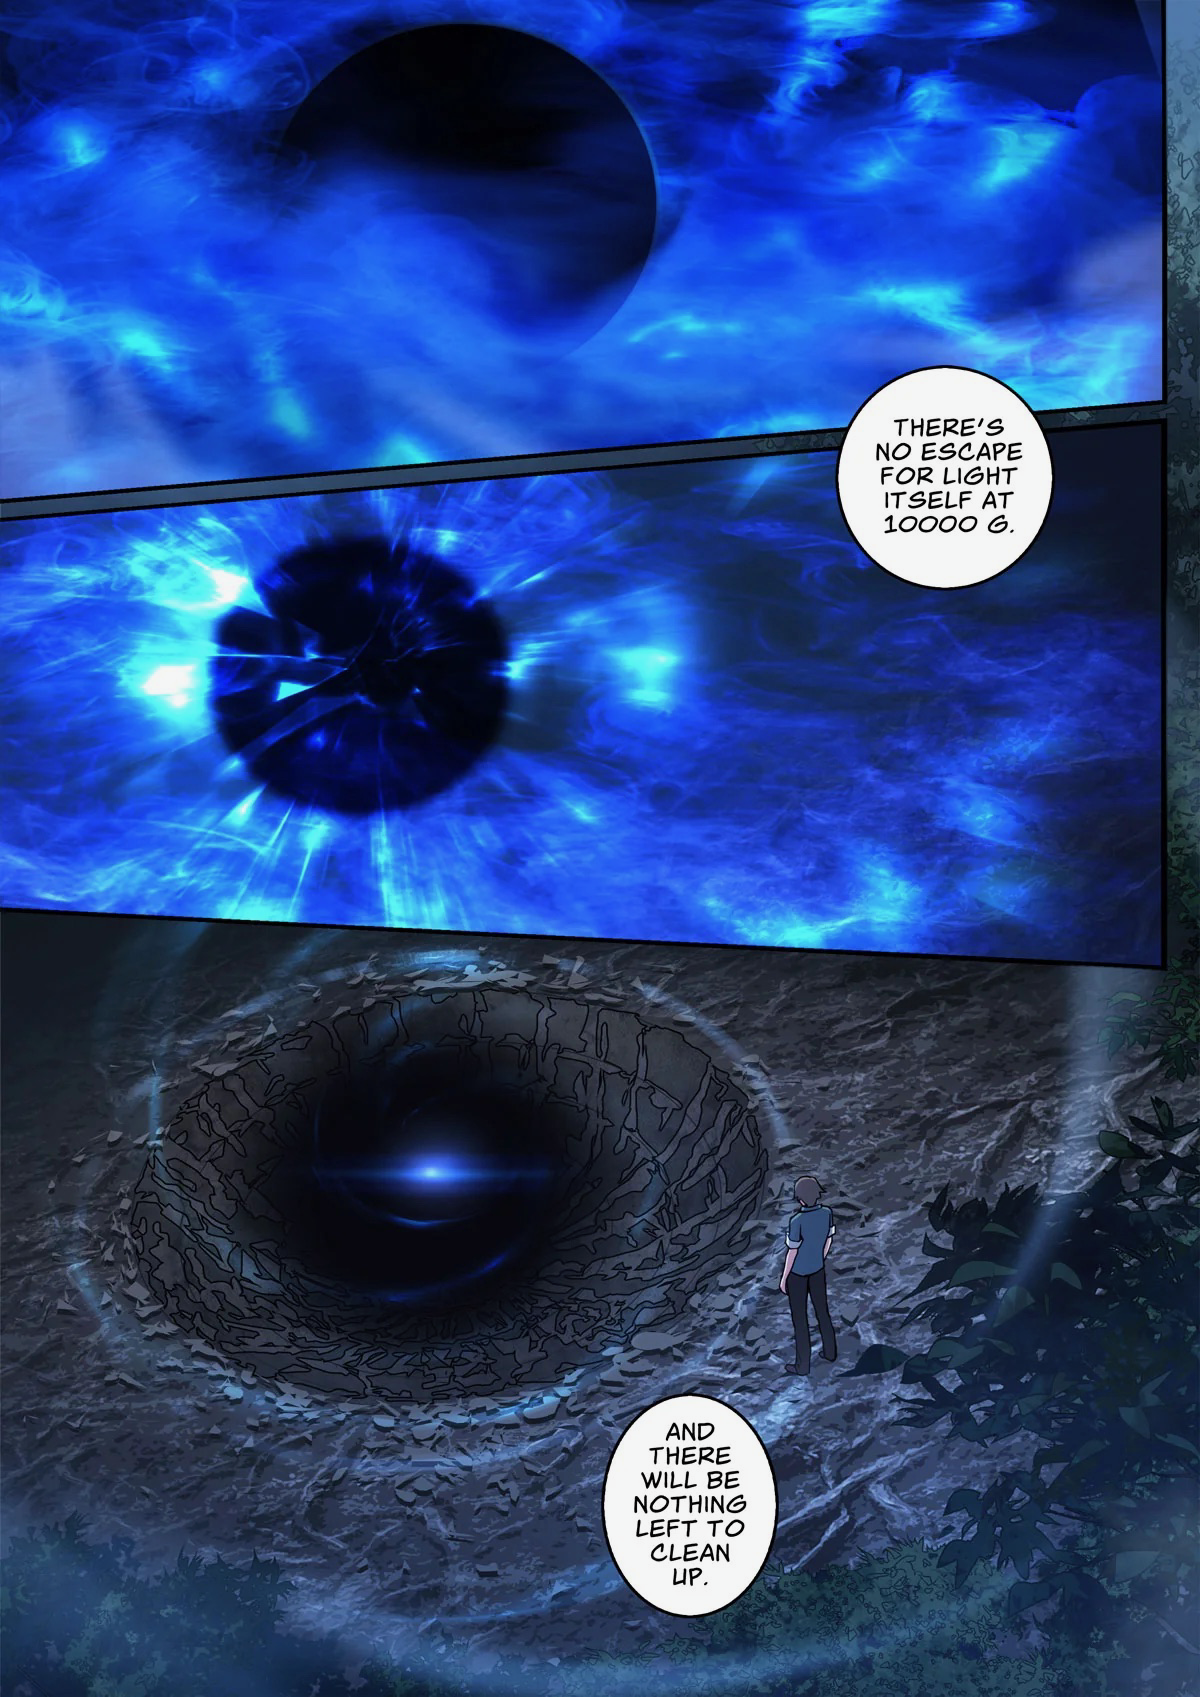 THERE'S
NO ESCAPE
FOR LIGHT
ITSELF AT
10000 G.
AND
THERE
WILL BE
NOTHING
LEFT TO
CLEAN
UP.